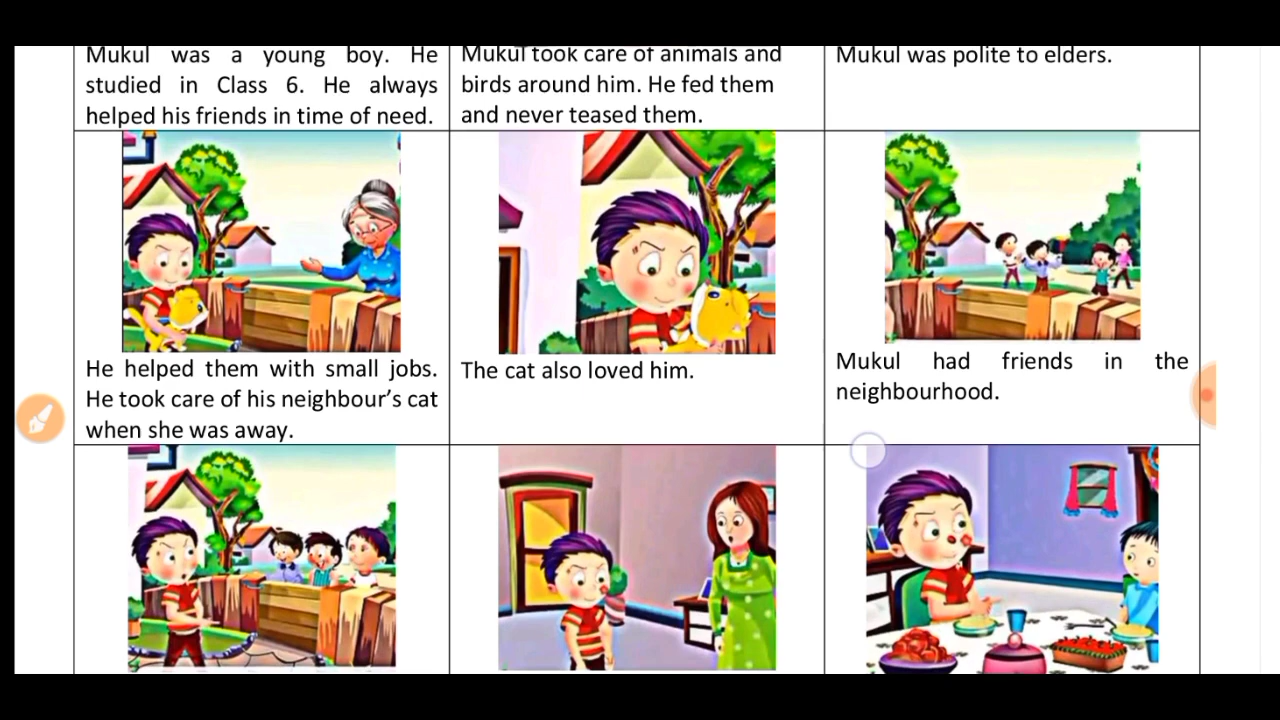 Mukul was a young boy. He
studied in Class 6. He always
helped his friends in time of need.
Mukul took care of animals and
birds around him. He fed them
and never teased them.
Mukul was polite to elders.
He helped them with small jobs.
He took care of his neighbour’s cat
when she was away.
The cat also loved him.
Mukul had friends in the
neighbourhood.